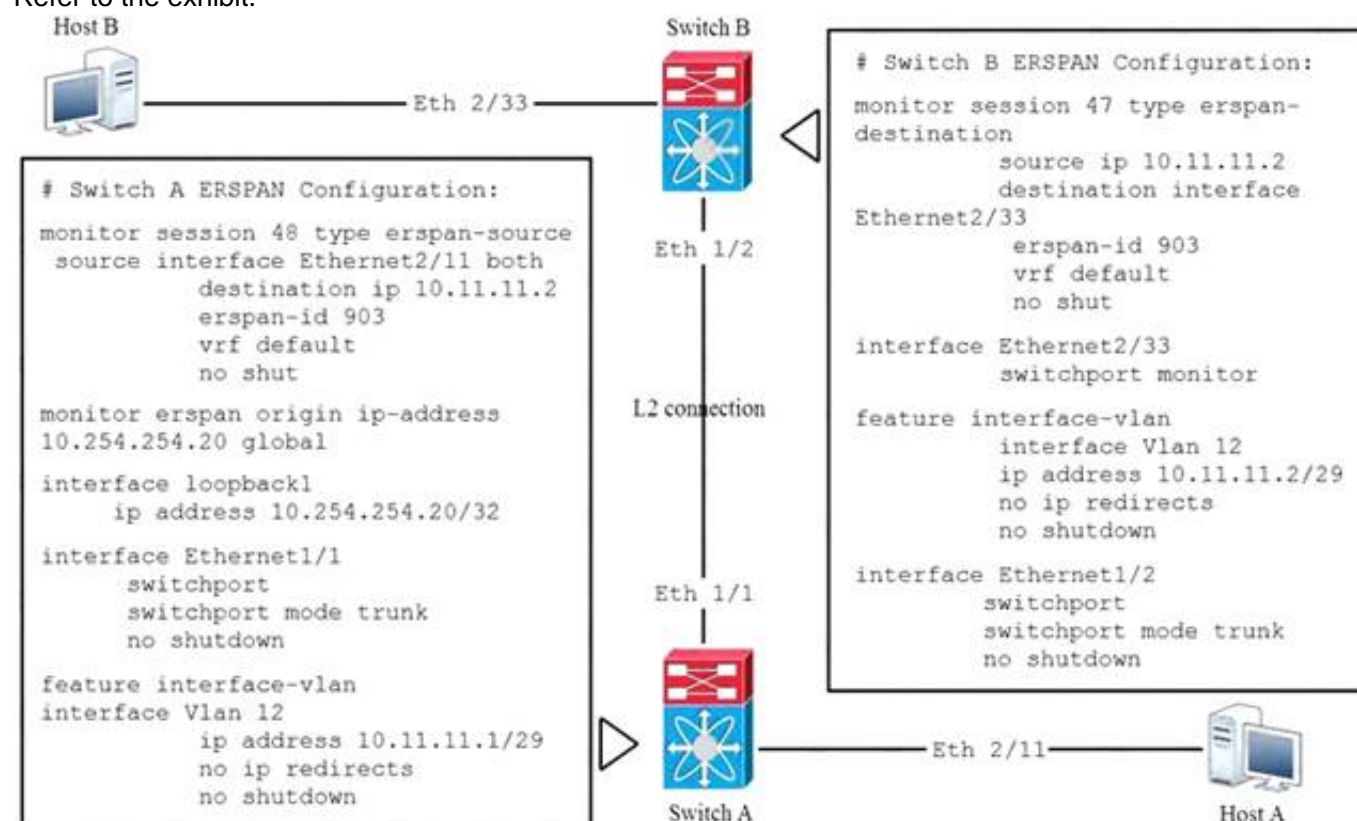 Refer to the exhibit.
Host B
Switch B
Eth 2/33
# Switch A ERSPAN Configuration:
monitor session 48 type erspan-source
source interface Ethernet2/11 both
destination ip 10.11.11.2
erspan-id 903
vrf default
no shut
monitor erspan origin ip-address
10.254.254.20 global
interface loopback1
ip address 10.254.254.20/32
interface Ethernet1/1
switchport
switchport mode trunk
no shutdown
feature interface-vlan
interface Vlan 12
ip address 10.11.11.1/29
no ip redirects
no shutdown
Eth 1/2
L2 connection
Eth 1/1
# Switch B ERSPAN Configuration:
monitor session 47 type erspan-
destination
source ip 10.11.11.2
destination interface
Ethernet2/33
erspan-id 903
vrf default
no shut
interface Ethernet2/33
switchport monitor
feature interface-vlan
interface Vlan 12
ip address 10.11.11.2/29
no ip redirects
no shutdown
interface Ethernet1/2
switchport
switchport mode trunk
no shutdown
Eth 2/11
Switch A
Host A